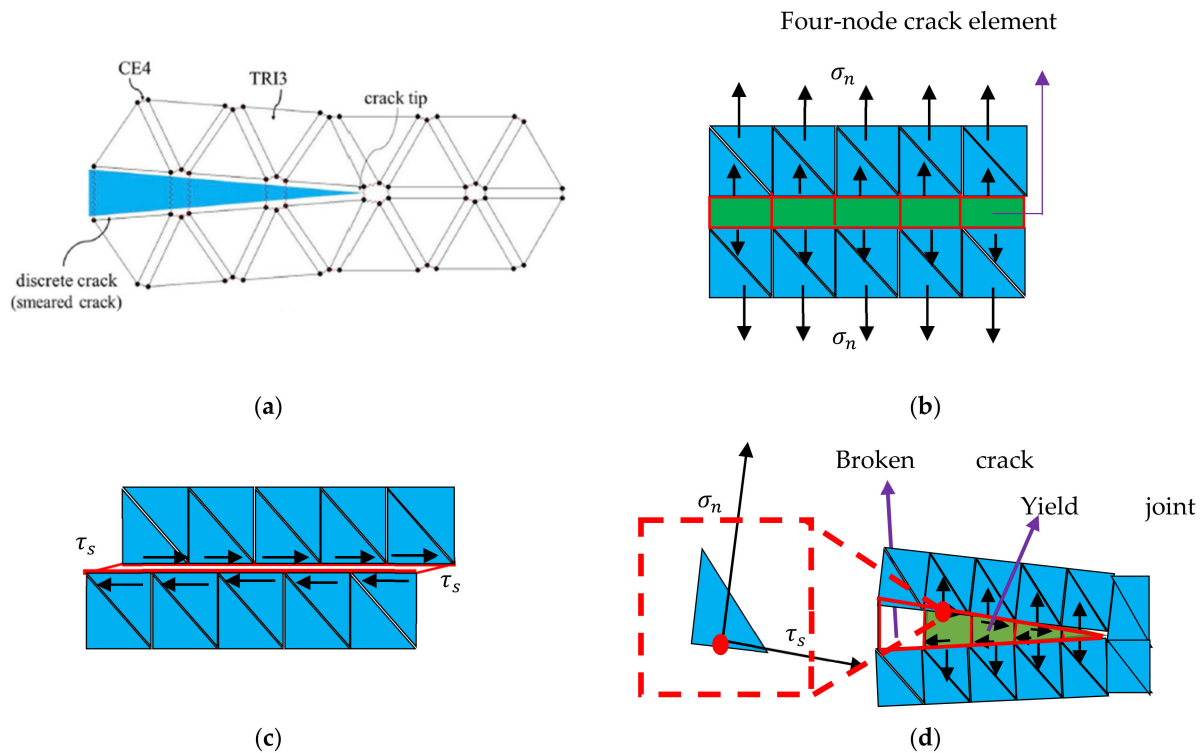 CE4
TRI3
crack tip
discrete crack
(smeared crack)
(a)
Four-node crack element
σₙ
σₙ
(b)
τₛ
τₛ
(c)
Broken crack
Yield joint
σₙ
τₛ
(d)